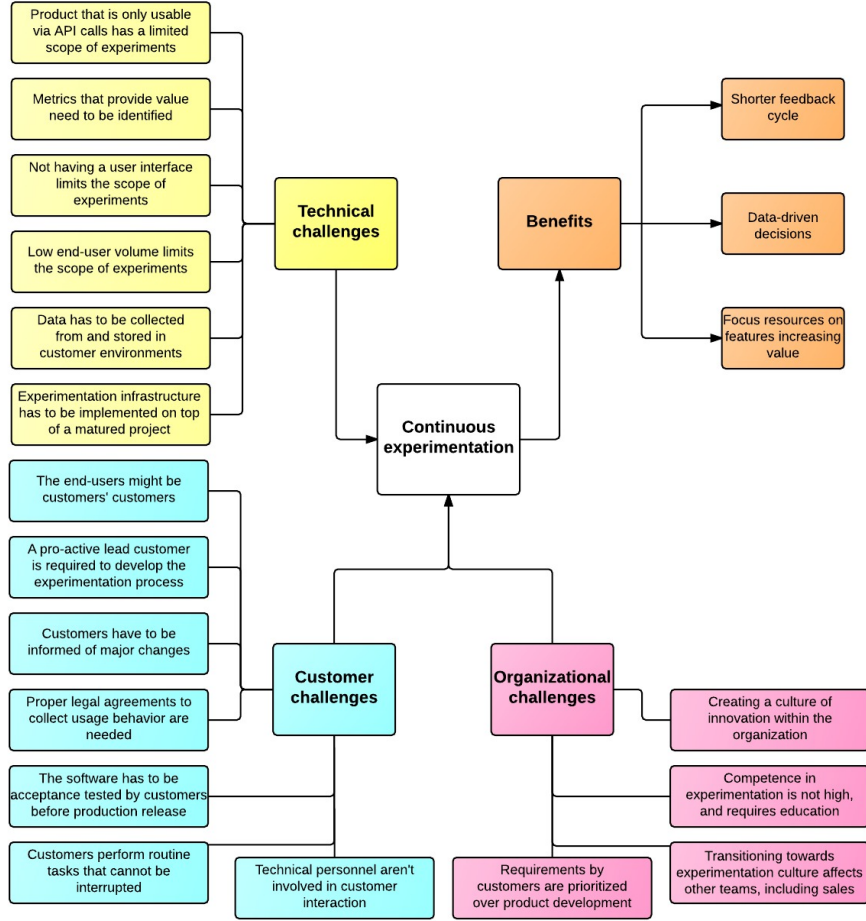 Product that is only usable
via API calls has a limited
scope of experiments
Metrics that provide value
need to be identified
Not having a user interface
limits the scope of
experiments
Low end-user volume limits
the scope of experiments
Data has to be collected
from and stored in
customer environments
Experimentation infrastructure
has to be implemented on top
of a matured project
Technical
challenges
Benefits
Shorter feedback
cycle
Data-driven
decisions
Focus resources on
features increasing
value
Continuous
experimentation
The end-users might be
customers' customers
A pro-active lead customer
is required to develop the
experimentation process
Customers have to be
informed of major changes
Proper legal agreements to
collect usage behavior are
needed
The software has to be
acceptance tested by customers
before production release
Customers perform routine
tasks that cannot be
interrupted
Customer
challenges
Technical personnel aren't
involved in customer
interaction
Organizational
challenges
Requirements by
customers are prioritized
over product development
Creating a culture of
innovation within the
organization
Competence in
experimentation is not high,
and requires education
Transitioning towards
experimentation culture affects
other teams, including sales